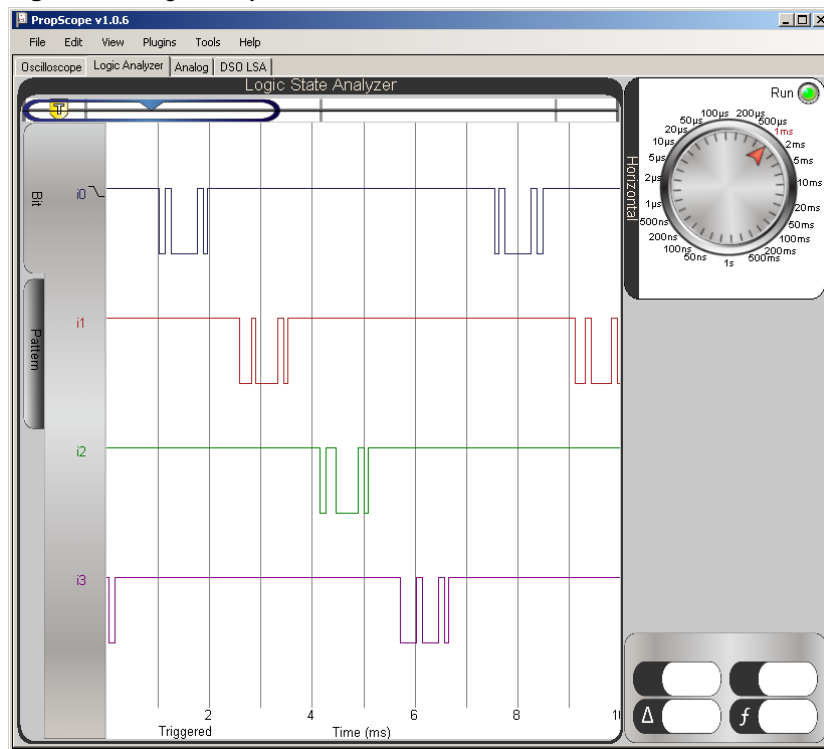 PropScope v1.0.6
File Edit View Plugins Tools Help
Oscilloscope Logic Analyzer Analog DSO LSA
Logic State Analyzer
T
Bit
Pattern
i0
i1
i2
i3
2 4 6 8
Triggered Time (ms)
Run
Horizontal
50ns
100ns
200ns
500ns
1µs
2µs
5µs
10µs
20µs
50µs
100µs
200µs
500µs
1ms
2ms
5ms
10ms
20ms
50ms
100ms
200ms
500ms
1s
Δ
f